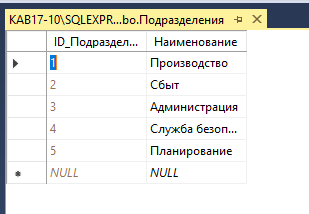 KAB17-10\SQLEXPR...bo.Подразделения
ID_Подраздел... Наименование
1 Производство
2 Сбыт
3 Администрация
4 Служба безоп...
5 Планирование
NULL NULL